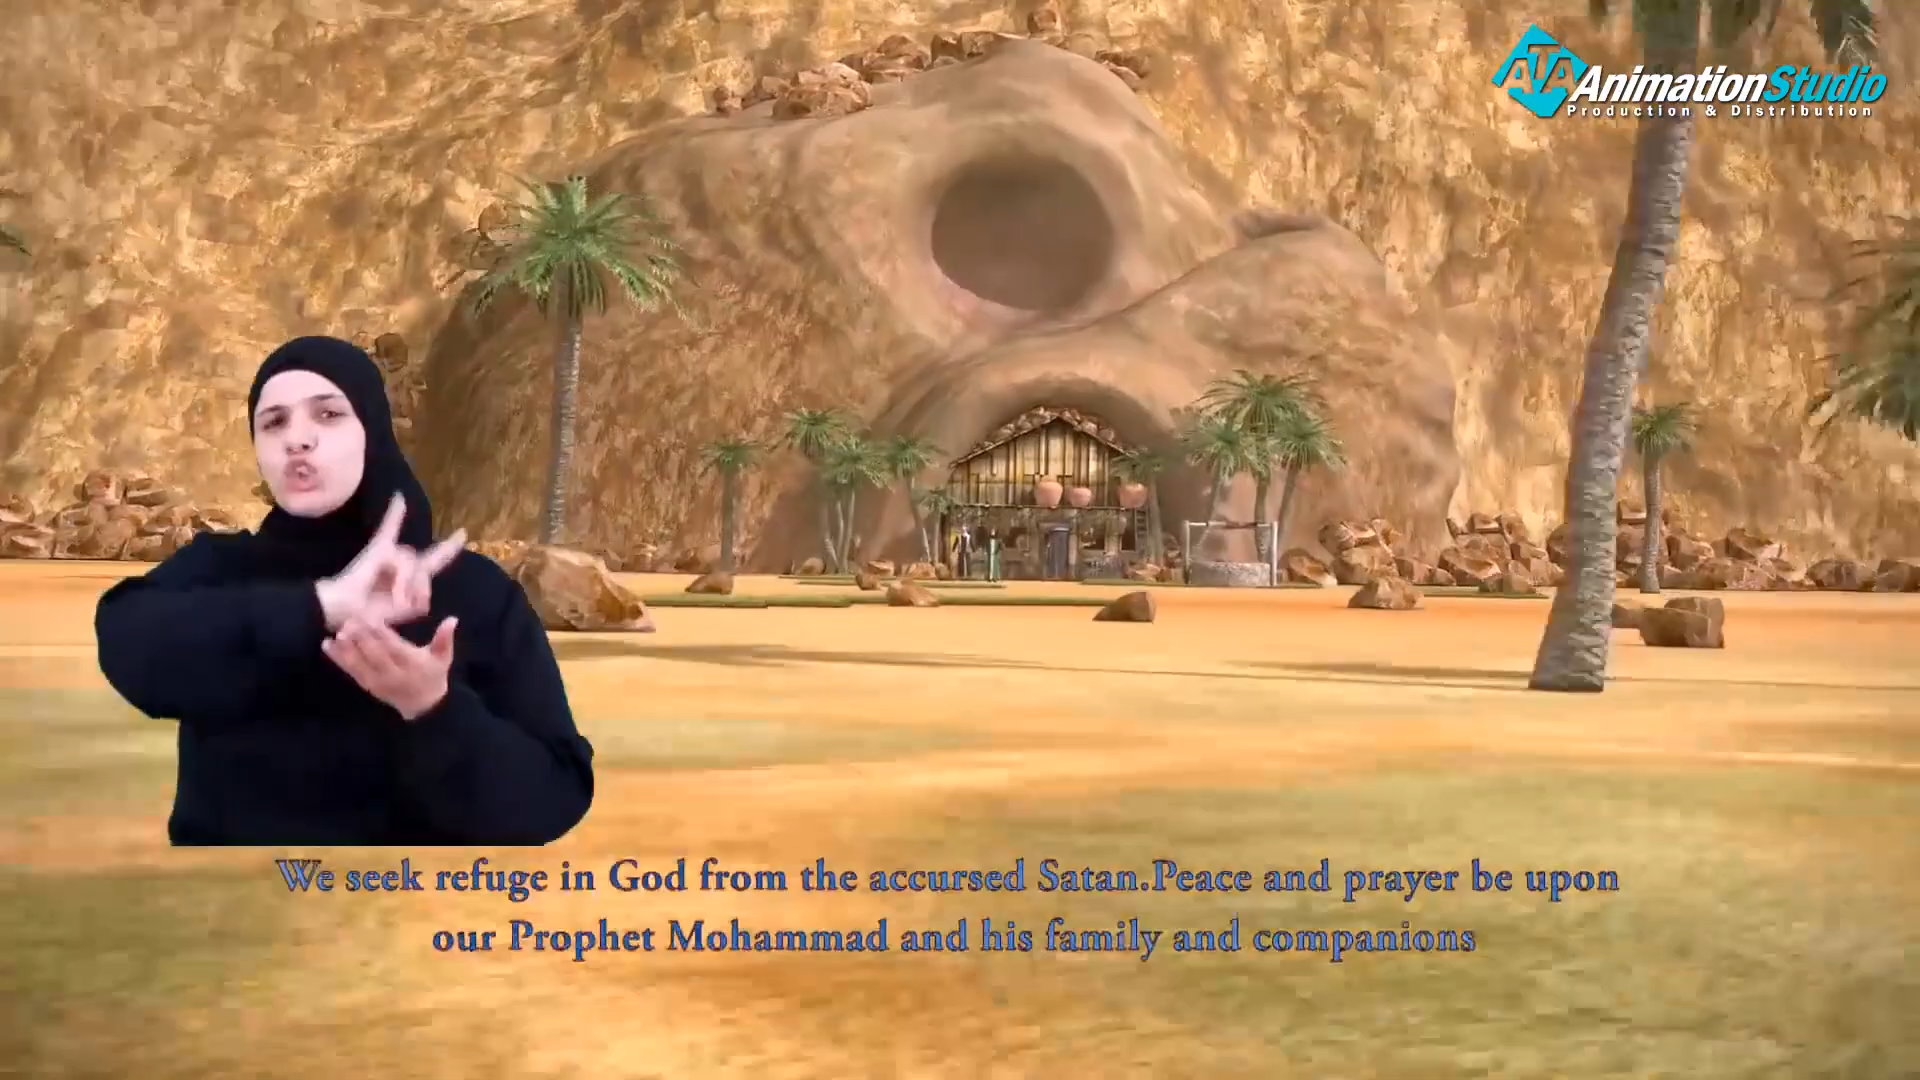 ATA
AnimationStudio
Production & Distribution
We seek refuge in God from the accursed Satan.Peace and prayer be upon
our Prophet Mohammad and his family and companions